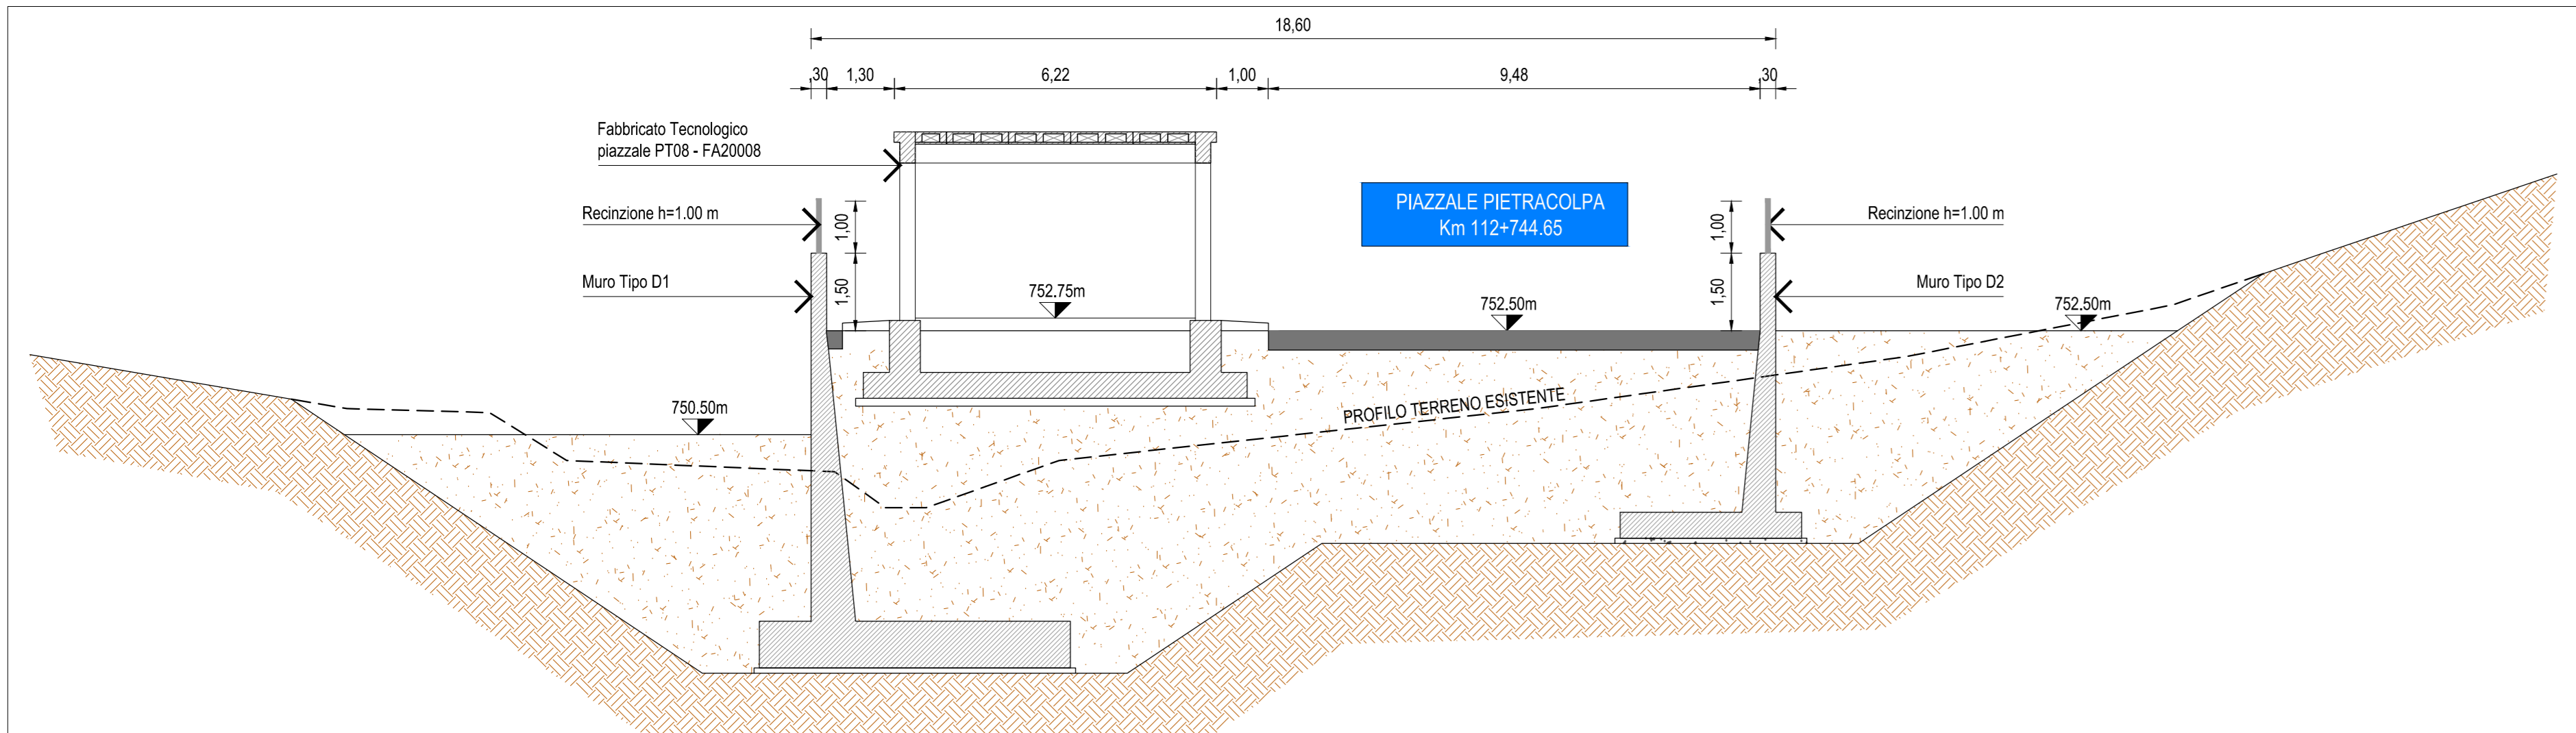 18,60
,30
1,30
6,22
1,00
9,48
,30
Fabbricato Tecnologico
piazzale PT08 - FA20008
PIAZZALE PIETRACOLPA
Km 112+744.65
Recinzione h=1.00 m
1,00
1,00
Recinzione h=1.00 m
Muro Tipo D1
1,50
752.75m
752.50m
1,50
Muro Tipo D2
752.50m
750.50m
PROFILO TERRENO ESISTENTE